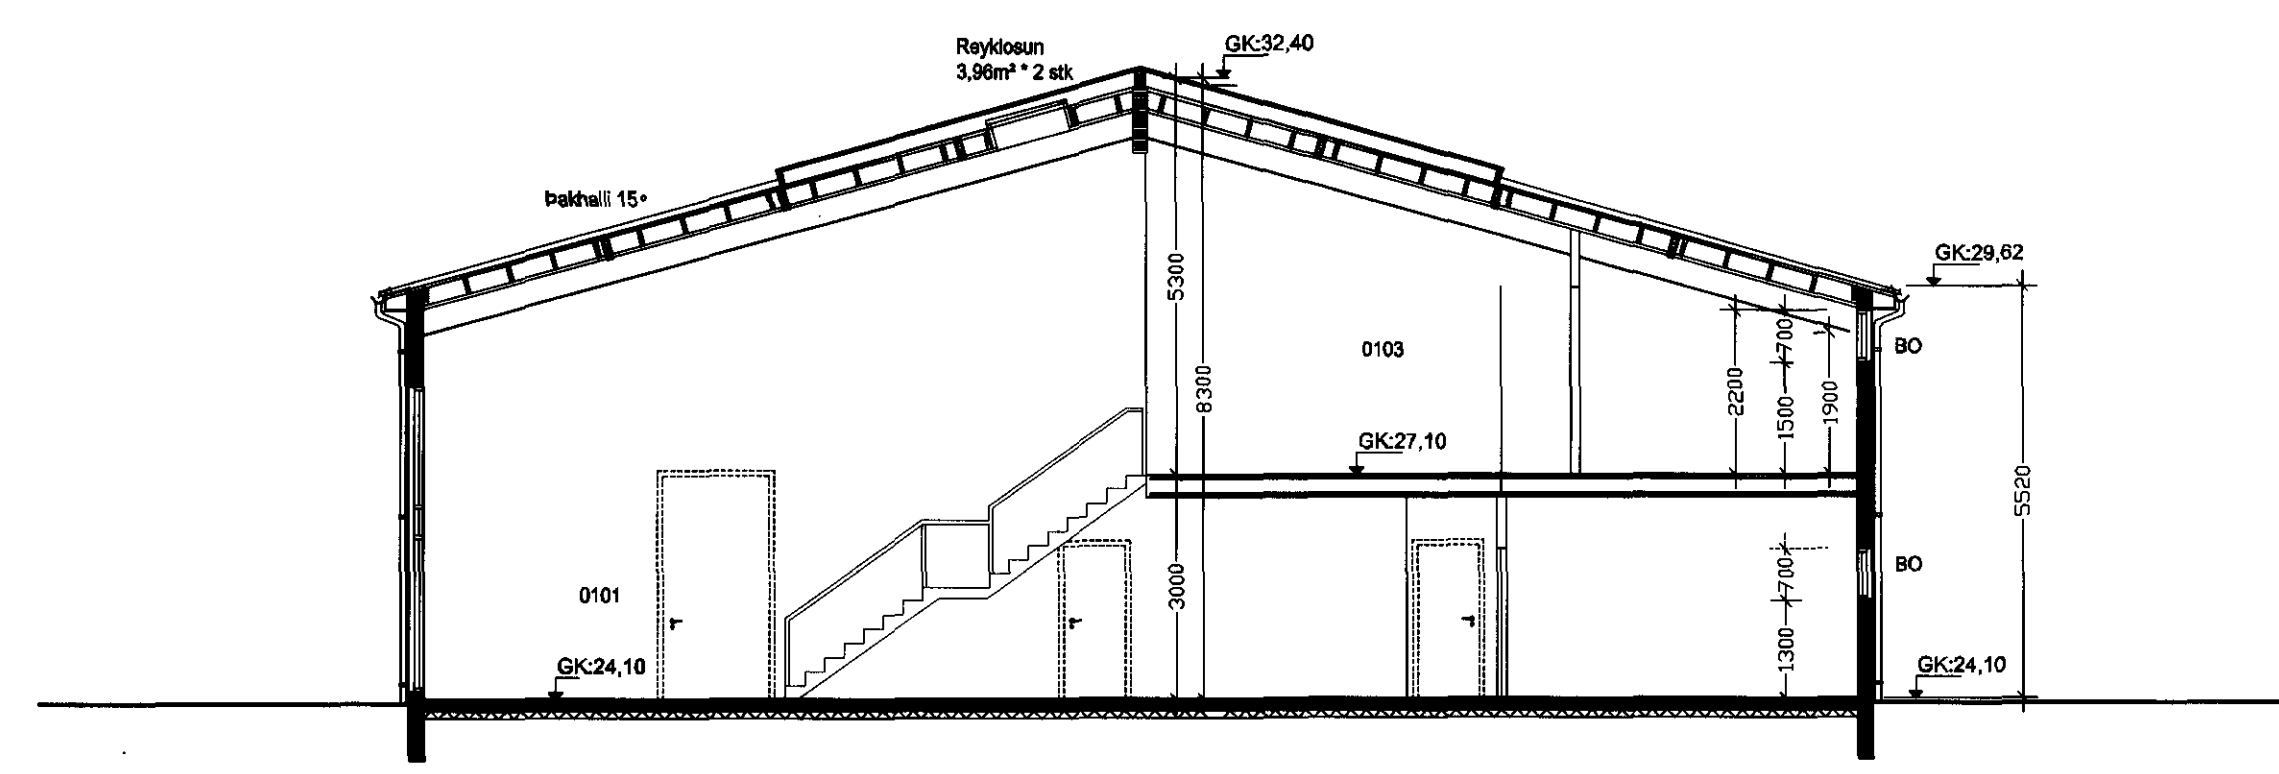 Reyklosun
3,96m² * 2 stk
GK:32,40
Þakhalli 15°
GK:29,62
5300
8300
0103
2200
700
1500
1900
BO
GK:27,10
5520
0101
3000
700
1300
BO
GK:24,10
GK:24,10